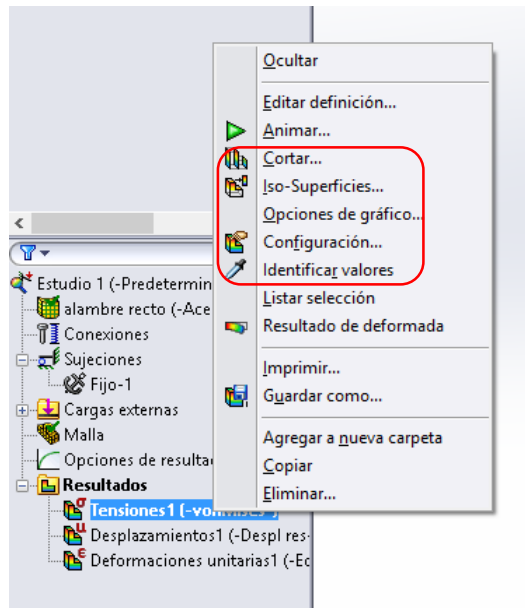 Ocultar
Editar definición...
Animar...
Cortar...
Iso-Superficies...
Opciones de gráfico...
Configuración...
Identificar valores
Listar selección
Resultado de deformada
Imprimir...
Guardar como...
Agregar a nueva carpeta
Copiar
Eliminar...
Estudio 1 (-Predetermin
alambre recto (-Ace
Conexiones
Sujeciones
Fijo-1
Cargas externas
Malla
Opciones de resulta
Resultados
Tensiones1 (-vonMises-)
Desplazamientos1 (-Despl res-
Deformaciones unitarias1 (-Ec